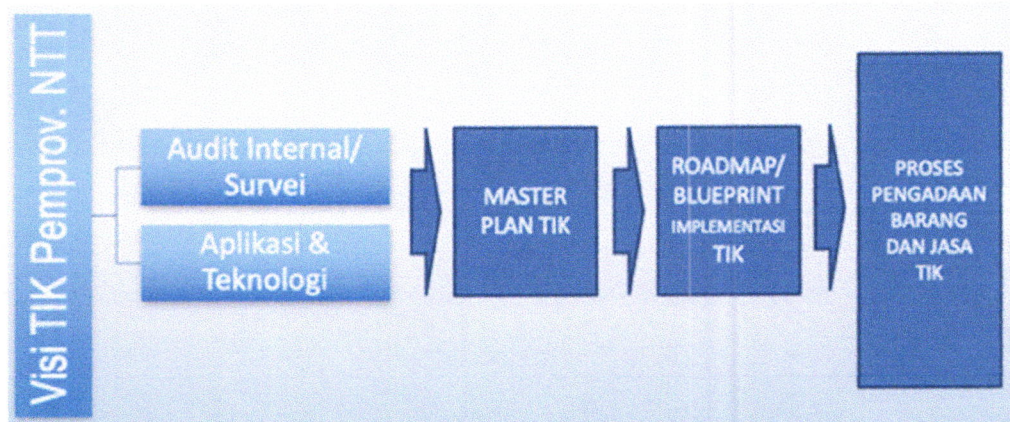 Visi TIK Pemprov. NTT
Audit Internal/
Survei
Aplikasi &
Teknologi
MASTER
PLAN TIK
ROADMAP/
BLUEPRINT
IMPLEMENTASI
TIK
PROSES
PENGADAAN
BARANG
DAN JASA
TIK